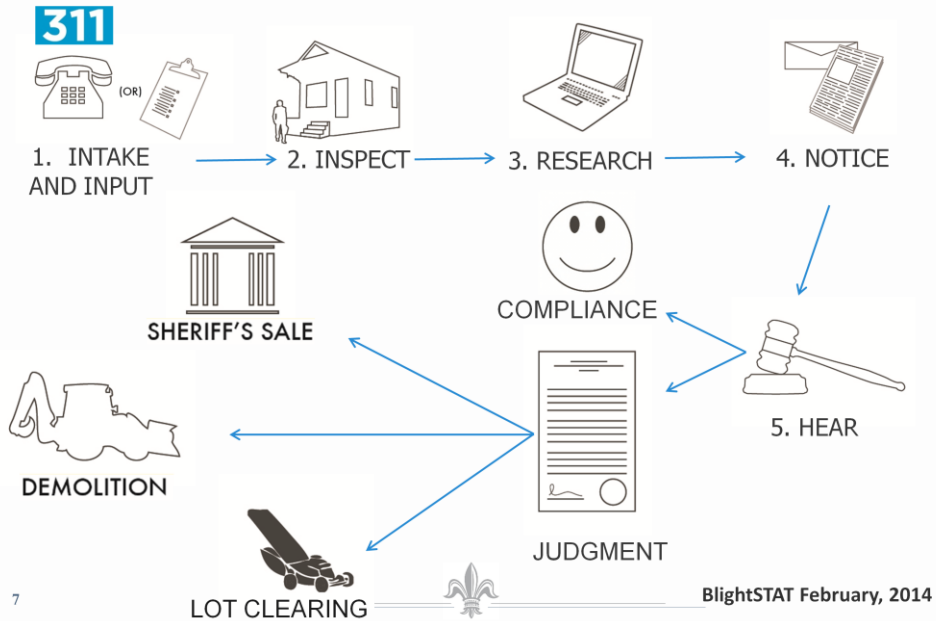 311
(OR)
1. INTAKE
AND INPUT
2. INSPECT
3. RESEARCH
4. NOTICE
COMPLIANCE
SHERIFF'S SALE
5. HEAR
DEMOLITION
JUDGMENT
LOT CLEARING
7
BlightSTAT February, 2014